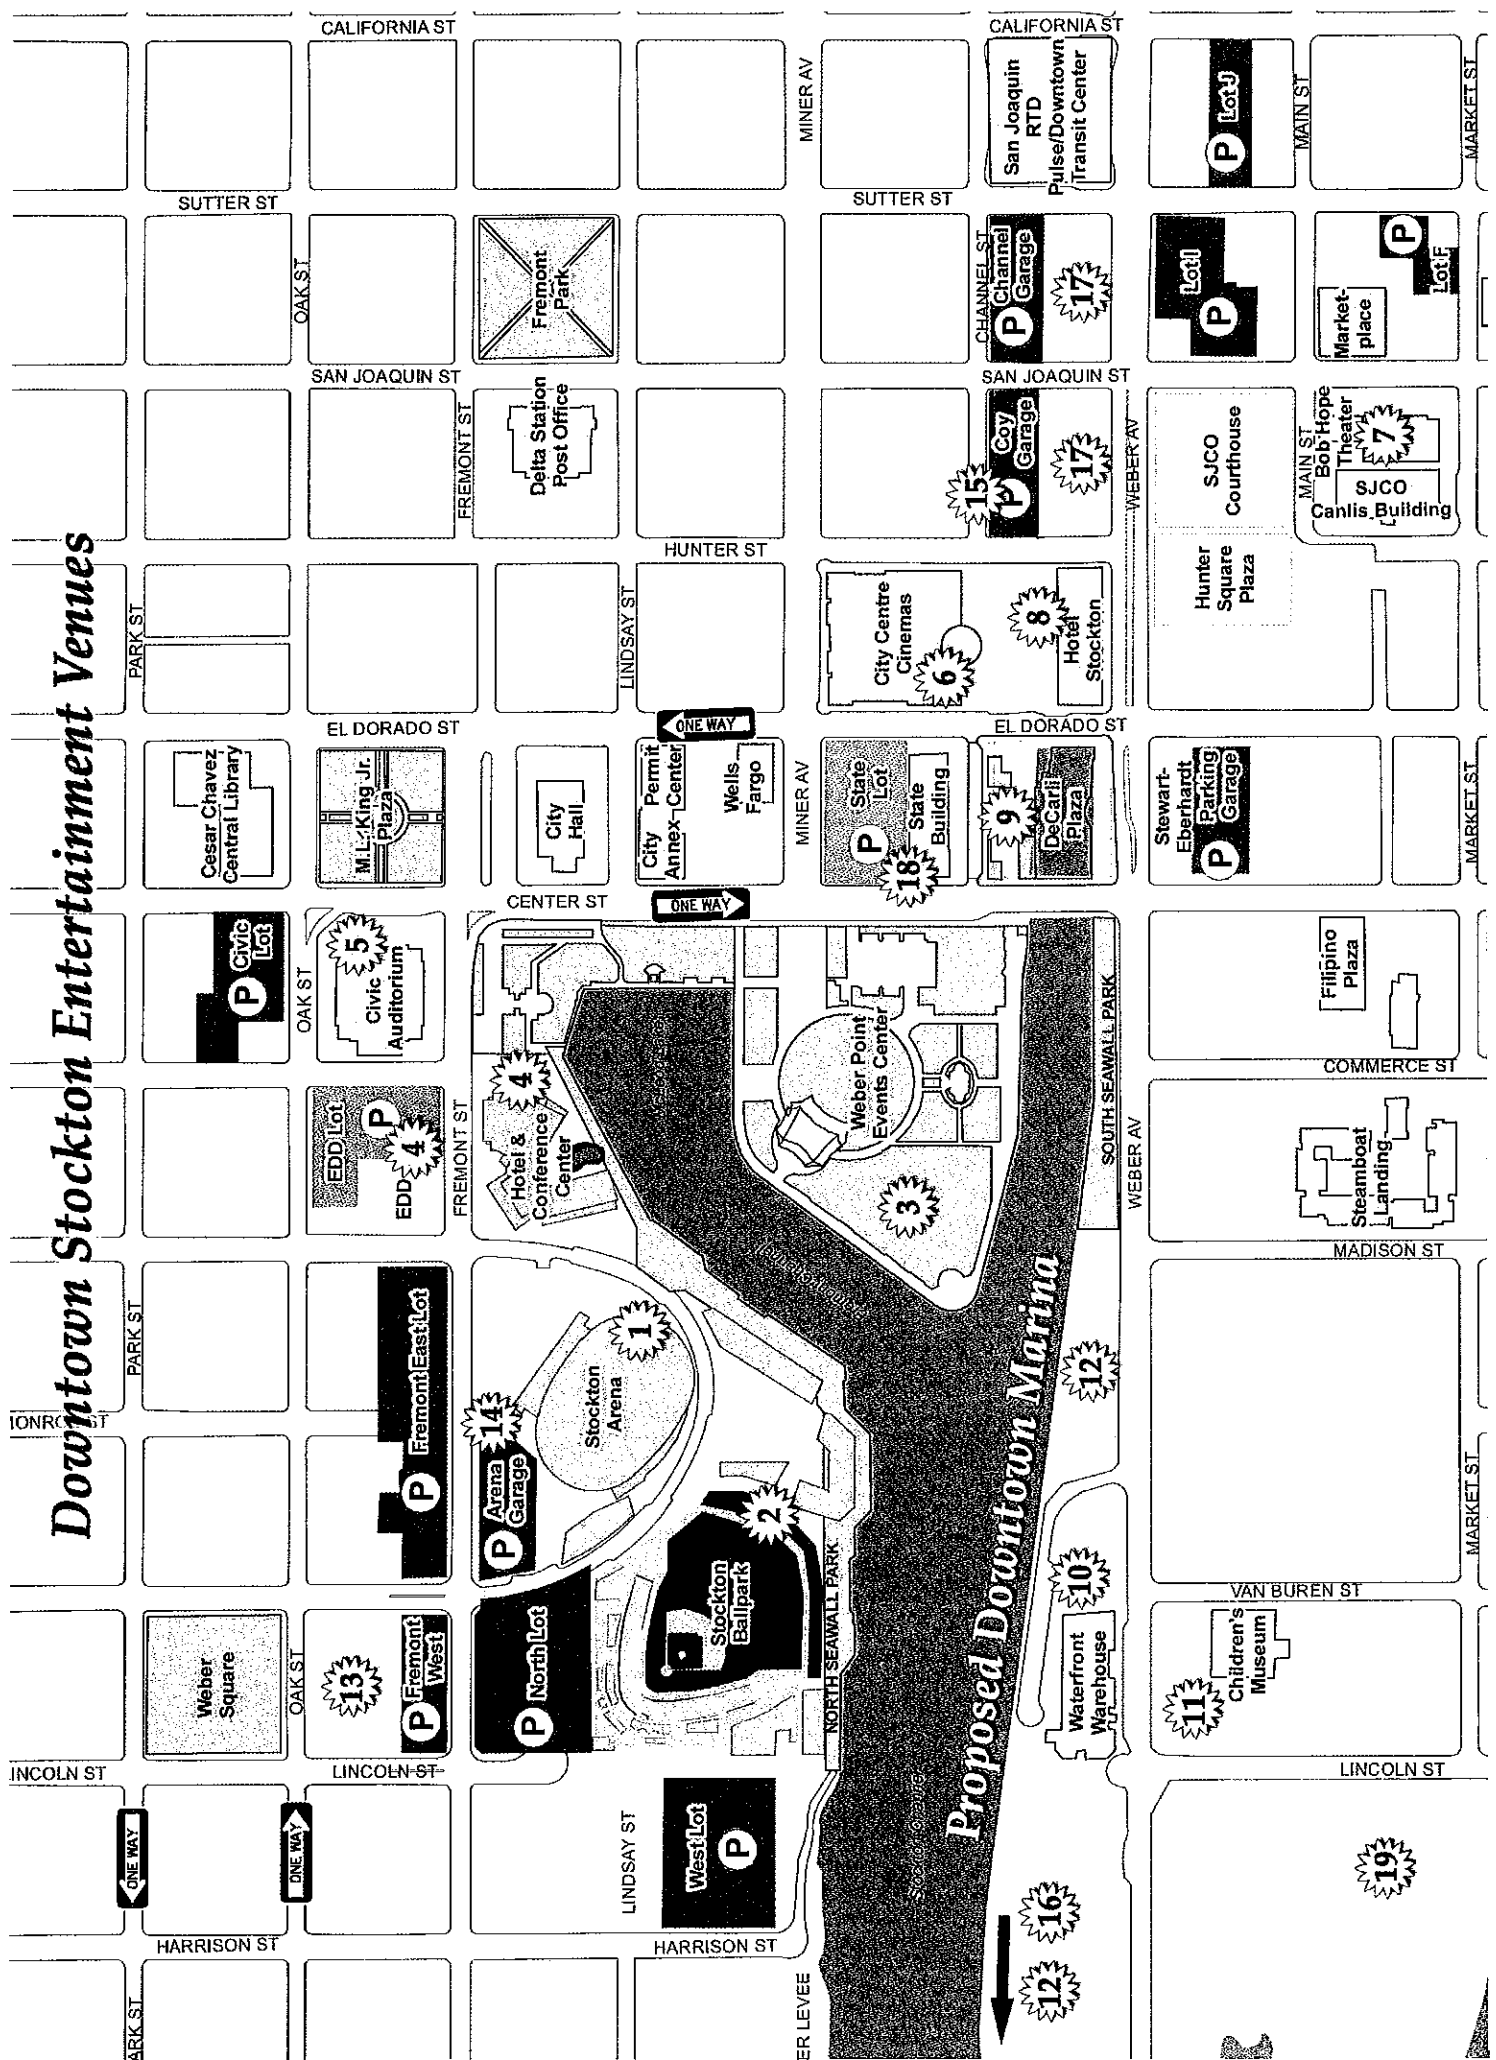 Downtown Stockton Entertainment Venues
CALIFORNIA ST
CALIFORNIA ST
MINER AV
San Joaquin
RTD
Pulse/Downtown
Transit Center
P
Lot J
MAIN ST
MARKET ST
SUTTER ST
SUTTER ST
OAK ST
Fremont
Park
CHANNEL ST
P
Channel
Garage
17
Lot I
P
Market-
place
P
Lot F
SAN JOAQUIN ST
SAN JOAQUIN ST
FREMONT ST
Delta Station
Post Office
15
P
Coy
Garage
17
WEBER AV
SJCO
Courthouse
MAIN ST
Bob Hope
Theater
7
SJCO
Canlis Building
HUNTER ST
PARK ST
LINDSAY ST
City Centre
Cinemas
6
8
Hotel
Stockton
Hunter
Square
Plaza
EL DORADO ST
ONE WAY
EL DORADO ST
Cesar Chavez
Central Library
M.L. King Jr.
Plaza
City
Hall
City
Annex
Permit
Center
Wells
Fargo
MINER AV
State
Lot
P
State
Building
18
9
DeCarli
Plaza
Stewart-
Eberhardt
Parking
Garage
P
MARKET ST
CENTER ST
ONE WAY
Civic
Lot
P
OAK ST
5
Civic
Auditorium
Weber Point
Events Center
SOUTH SEAWALL PARK
Filipino
Plaza
COMMERCE ST
EDD Lot
P
EDD
4
FREMONT ST
4
Hotel &
Conference
Center
3
WEBER AV
Steamboat
Landing
MADISON ST
PARK ST
Fremont East Lot
P
1
Stockton
Arena
14
Arena
Garage
P
2
Stockton
Ballpark
NORTH SEAWALL PARK
Proposed Downtown Marina
12
10
Waterfront
Warehouse
MARKET ST
VAN BUREN ST
Children's
Museum
11
Weber
Square
OAK ST
13
Fremont
West
P
North Lot
P
INCOLN ST
LINCOLN ST
LINCOLN ST
ONE WAY
ONE WAY
LINDSAY ST
West Lot
P
16
12
19
HARRISON ST
HARRISON ST
ARK ST
ER LEVEE